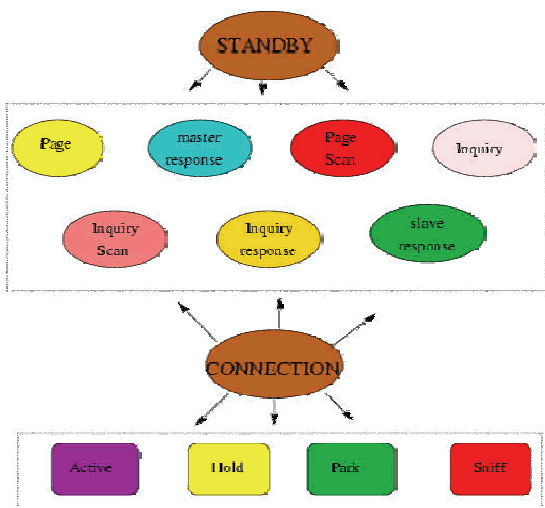 STANDBY
Page
master
response
Page
Scan
Inquiry
Inquiry
Scan
Inquiry
response
slave
response
CONNECTION
Active
Hold
Park
Sniff